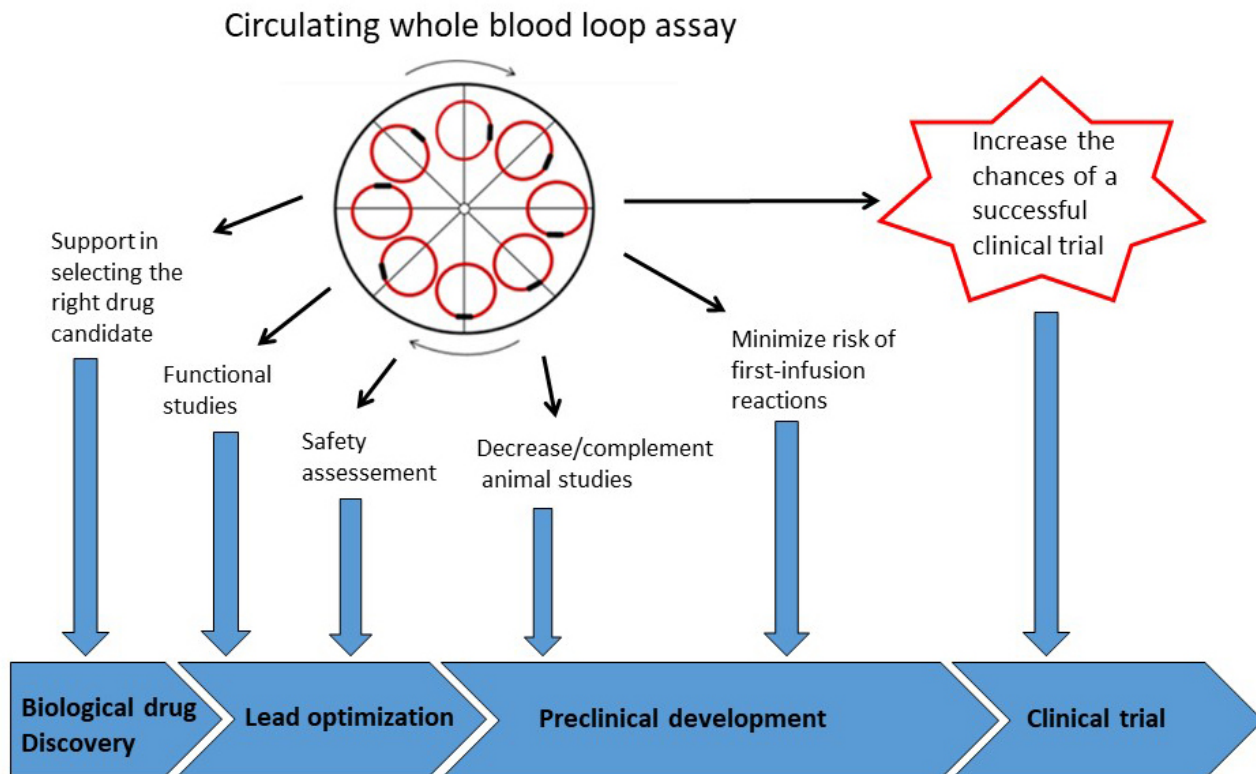 Circulating whole blood loop assay
Increase the
chances of a
successful
clinical trial
Support in
selecting the
right drug
candidate
Functional
studies
Safety
assessement
Decrease/complement
animal studies
Minimize risk of
first-infusion
reactions
Biological drug
Discovery
Lead optimization
Preclinical development
Clinical trial